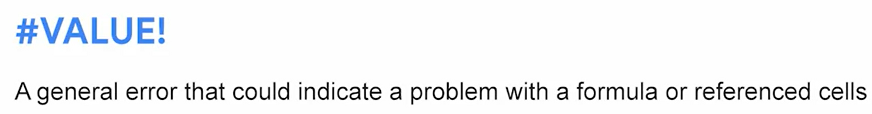 #VALUE!
A general error that could indicate a problem with a formula or referenced cells